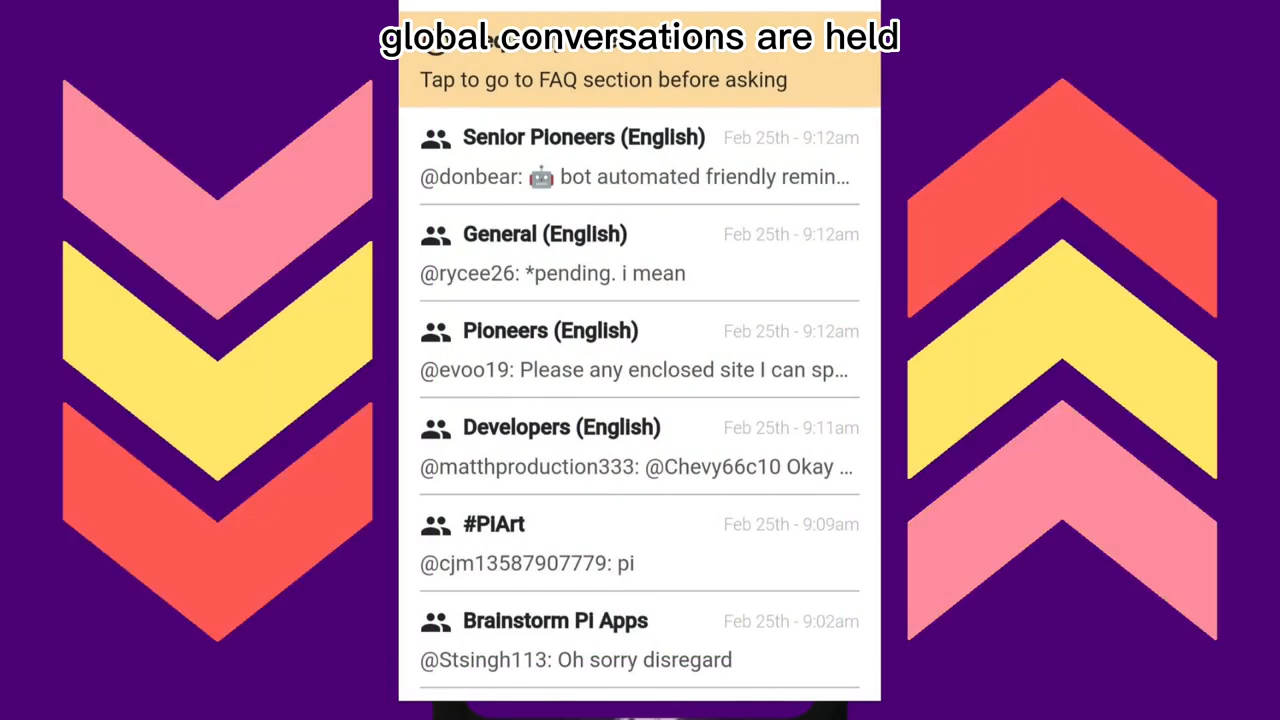 global conversations are held
Tap to go to FAQ section before asking
Senior Pioneers (English) Feb 25th - 9:12am
@donbear: 🤖 bot automated friendly remin...
General (English) Feb 25th - 9:12am
@rycee26: *pending. i mean
Pioneers (English) Feb 25th - 9:12am
@evoo19: Please any enclosed site I can sp...
Developers (English) Feb 25th - 9:11am
@matthproduction333: @Chevy66c10 Okay ...
#PiArt Feb 25th - 9:09am
@cjm13587907779: pi
Brainstorm Pi Apps Feb 25th - 9:02am
@Stsingh113: Oh sorry disregard